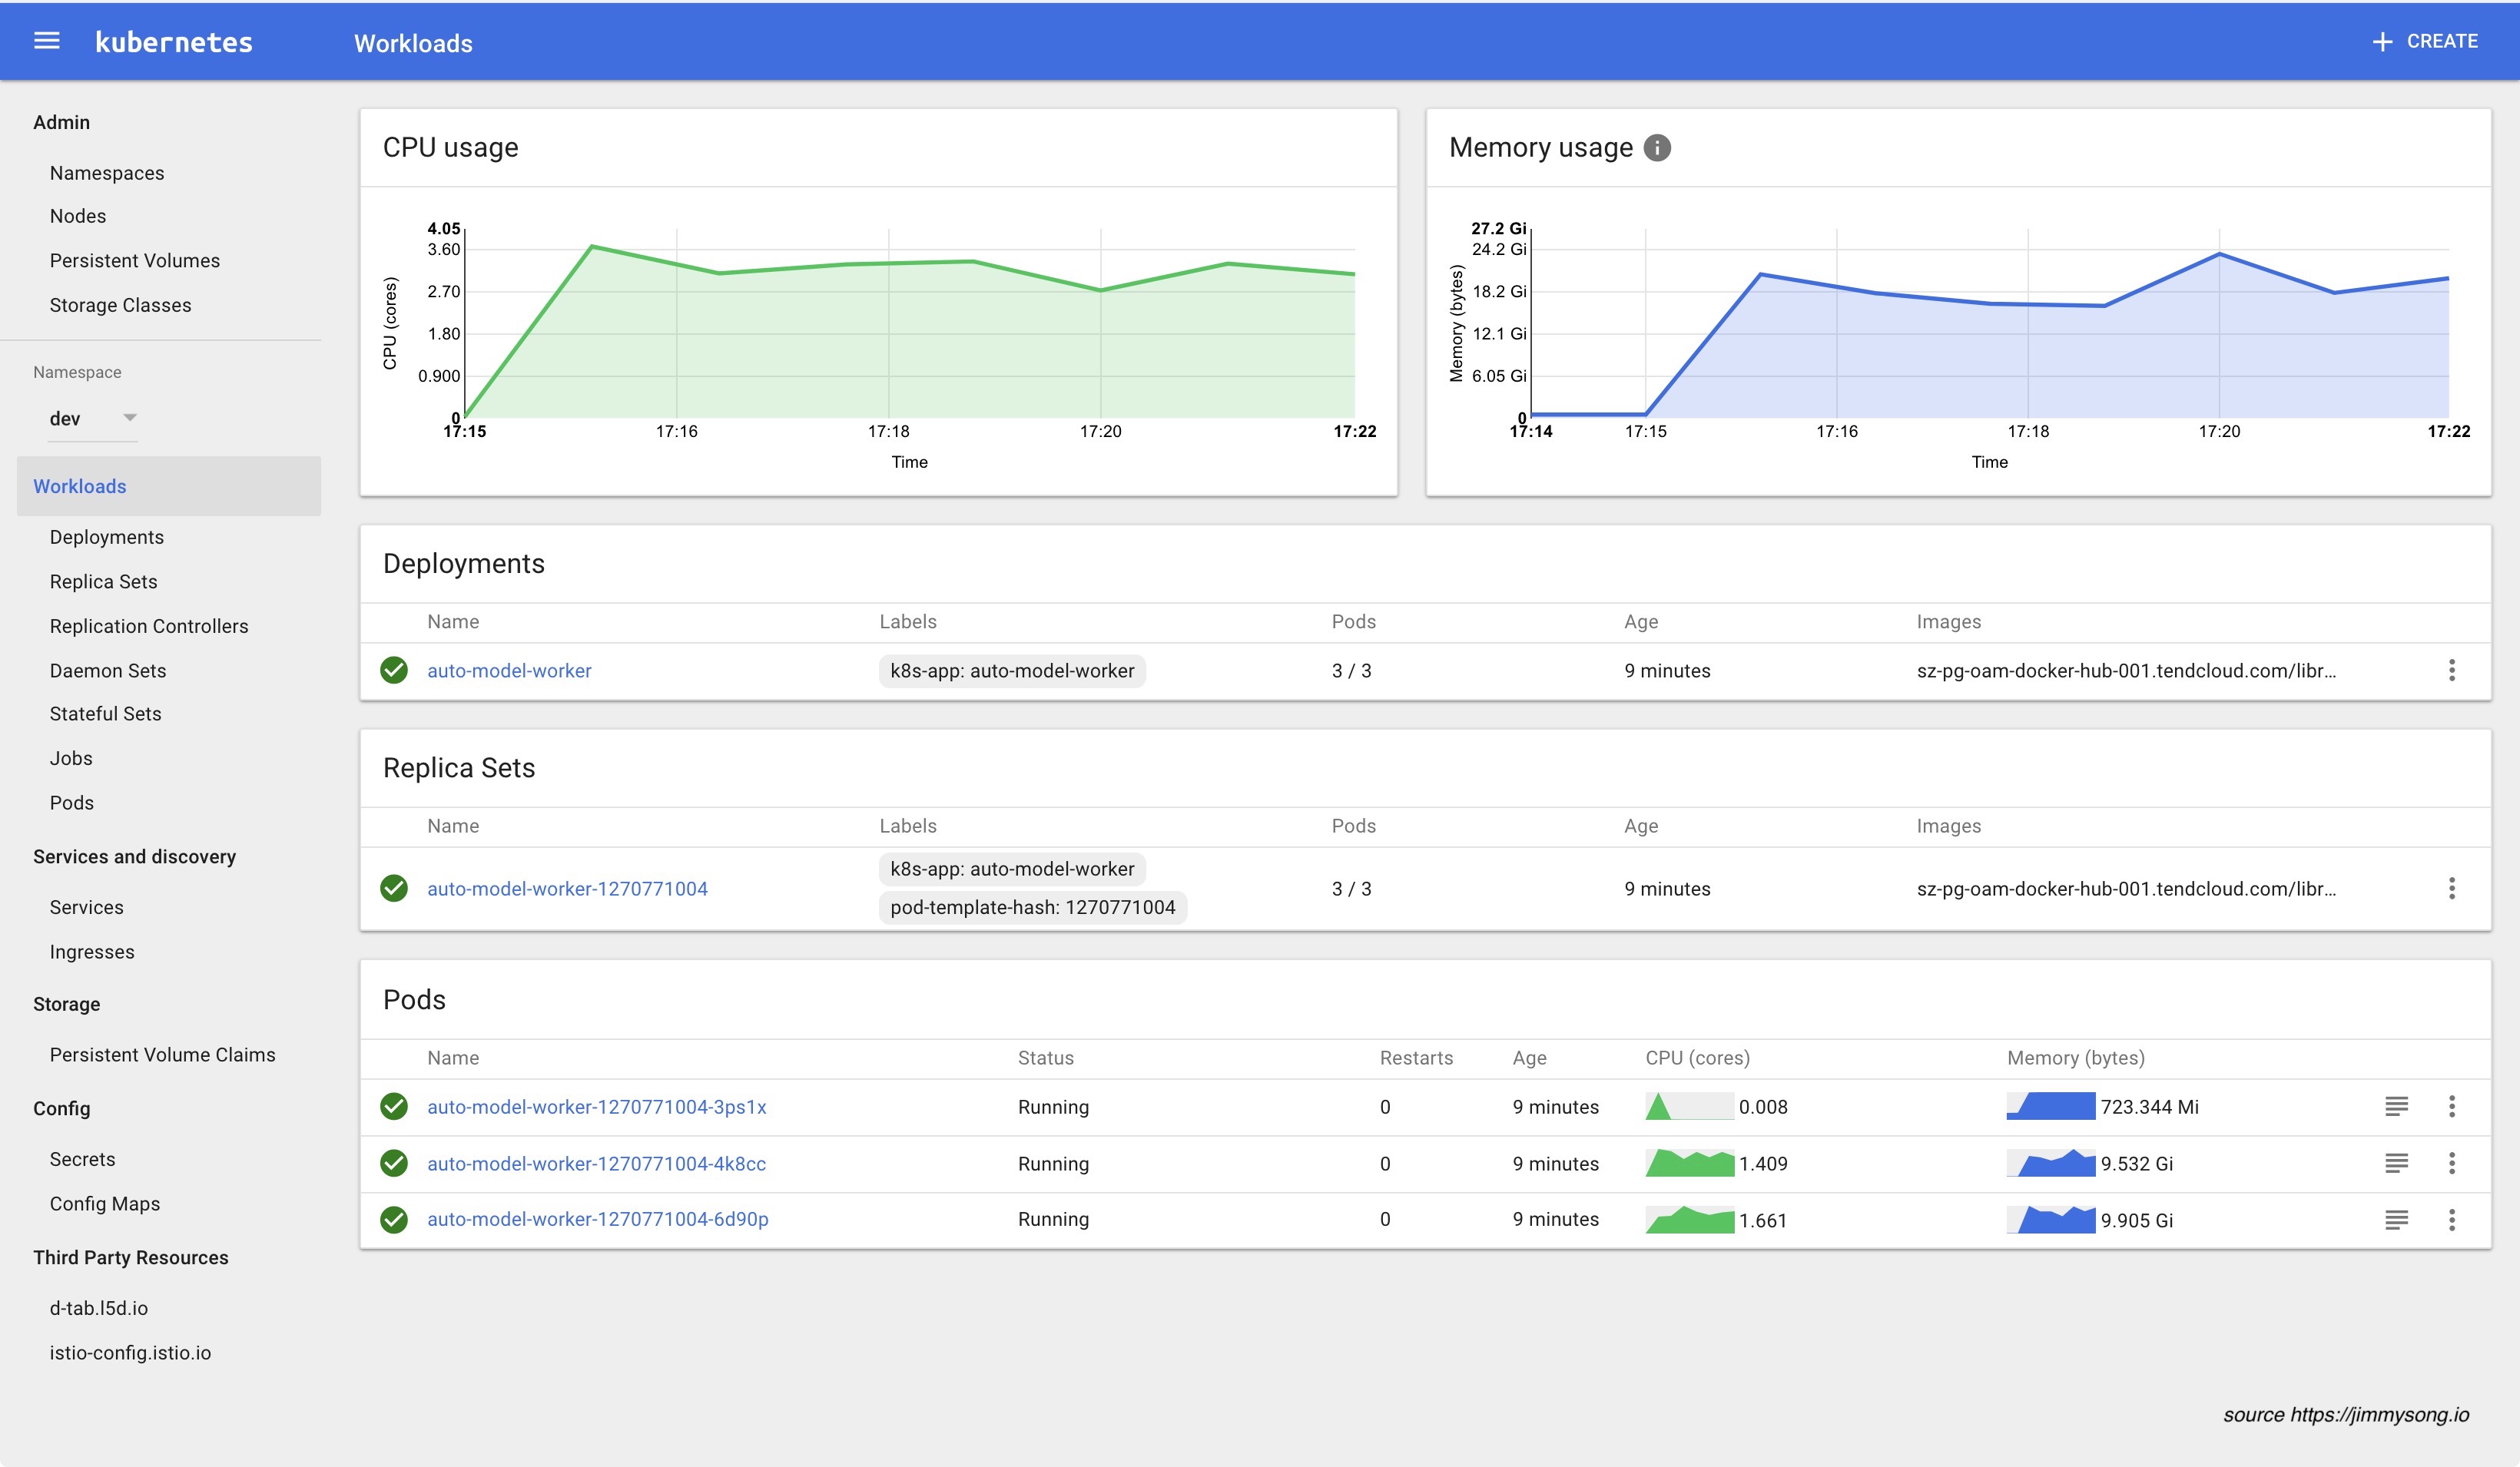 kubernetes Workloads CREATE
Admin
Namespaces
Nodes
Persistent Volumes
Storage Classes
Namespace
dev
Workloads
Deployments
Replica Sets
Replication Controllers
Daemon Sets
Stateful Sets
Jobs
Pods
Services and discovery
Services
Ingresses
Storage
Persistent Volume Claims
Config
Secrets
Config Maps
Third Party Resources
d-tab.l5d.io
istio-config.istio.io
CPU usage
CPU (cores)
4.05
3.60
2.70
1.80
0.900
0
17:15 17:16 17:18 17:20 17:22
Time
Memory usage
Memory (bytes)
27.2 Gi
24.2 Gi
18.2 Gi
12.1 Gi
6.05 Gi
0
17:14 17:15 17:16 17:18 17:20 17:22
Time
Deployments
Name Labels Pods Age Images
auto-model-worker k8s-app: auto-model-worker 3 / 3 9 minutes sz-pg-oam-docker-hub-001.tendcloud.com/libr...
Replica Sets
Name Labels Pods Age Images
auto-model-worker-1270771004 k8s-app: auto-model-worker 3 / 3 9 minutes sz-pg-oam-docker-hub-001.tendcloud.com/libr...
pod-template-hash: 1270771004
Pods
Name Status Restarts Age CPU (cores) Memory (bytes)
auto-model-worker-1270771004-3ps1x Running 0 9 minutes 0.008 723.344 Mi
auto-model-worker-1270771004-4k8cc Running 0 9 minutes 1.409 9.532 Gi
auto-model-worker-1270771004-6d90p Running 0 9 minutes 1.661 9.905 Gi
source https://jimmysong.io